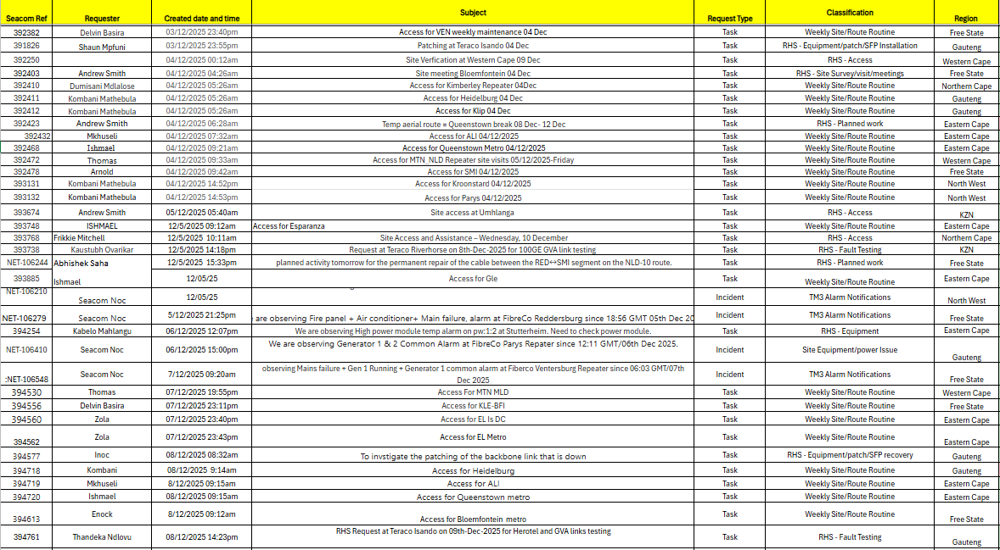 Seacom Ref Requester Created date and time Subject Request Type Classification Region
392382 Delvin Basira 03/12/2025 23:40pm Access for VEN weekly maintenance 04 Dec Task Weekly Site/Route Routine Free State
391826 Shaun Mpfuni 03/12/2025 23:55pm Patching at Teraco Isando 04 Dec Task RHS - Equipment/patch/SFP Installation Gauteng
392250 04/12/2025 00:12am Site Verfication at Western Cape 09 Dec Task RHS - Access Western Cape
392403 Andrew Smith 04/12/2025 04:26am Site meeting Bloemfontein 04 Dec Task RHS - Site Survey/visit/meetings Free State
392410 Dumisani Mdlalose 04/12/2025 05:26am Access for Kimberley Repeater 04Dec Task Weekly Site/Route Routine Northern Cape
392411 Kombani Mathebula 04/12/2025 05:26am Access for Heidelburg 04 Dec Task Weekly Site/Route Routine Gauteng
392412 Kombani Mathebula 04/12/2025 05:26am Access for Klip 04 Dec Task Weekly Site/Route Routine Gauteng
392423 Andrew Smith 04/12/2025 06:28am Temp aerial route = Queenstown break 08 Dec- 12 Dec Task RHS - Planned work Eastern Cape
392432 Mkhuseli 04/12/2025 07:32am Access for ALI 04/12/2025 Task Weekly Site/Route Routine Eastern Cape
392468 Ishmael 04/12/2025 09:21am Access for Queenstown Metro 04/12/2025 Task Weekly Site/Route Routine Eastern Cape
392472 Thomas 04/12/2025 09:33am Access for MTN_NLD Repeater site visits 05/12/2025-Friday Task Weekly Site/Route Routine Western Cape
392478 Arnold 04/12/2025 09:42am Access for SMI 04/12/2025 Task Weekly Site/Route Routine Free State
393131 Kombani Mathebula 04/12/2025 14:52pm Access for Kroonstard 04/12/2025 Task Weekly Site/Route Routine North West
393132 Kombani Mathebula 04/12/2025 14:53pm Access for Parys 04/12/2025 Task Weekly Site/Route Routine North West
393674 Andrew Smith 05/12/2025 05:40am Site access at Umhlanga Task RHS - Access KZN
393748 ISHMAEL 12/5/2025 09:12am Access for Esparanza Task Weekly Site/Route Routine Eastern Cape
393768 Frikkie Mitchell 12/5/2025 10:11am Site Access and Assistance – Wednesday, 10 December Task RHS - Access Northern Cape
393738 Kaustubh Ovarikar 12/5/2025 14:18pm Request at Teraco Riverhorse on 8th-Dec-2025 for 100GE GVA link testing Task RHS - Fault Testing KZN
NET-106244 Abhishek Saha 12/5/2025 15:33pm planned activity tomorrow for the permanent repair of the cable between the RED↔SMI segment on the NLD-10 route. Task RHS - Planned work Free State
393885 Ishmael 12/05/25 Access for Gle Task Weekly Site/Route Routine Eastern Cape
NET-106210 Seacom Noc 12/05/25 Incident TM3 Alarm Notifications North West
NET-106279 Seacom Noc 5/12/2025 21:25pm are observing Fire panel + Air conditioner+ Main failure, alarm at FibreCo Reddersburg since 18:56 GMT 05th Dec 20 Incident TM3 Alarm Notifications Free State
394254 Kabelo Mahlangu 06/12/2025 12:07pm We are observing High power module temp alarm on pw:1:2 at Stutterheim. Need to check power module. Task RHS - Equipment Eastern Cape
NET-106410 Seacom Noc 06/12/2025 15:00pm We are observing Generator 1 & 2 Common Alarm at FibreCo Parys Repater since 12:11 GMT/06th Dec 2025. Incident Site Equipment/power Issue Gauteng
:NET-106548 Seacom Noc 7/12/2025 09:20am observing Mains failure + Gen 1 Running + Generator 1 common alarm at Fiberco Ventersburg Repeater since 06:03 GMT/07th
Dec 2025 Incident TM3 Alarm Notifications Free State
394530 Thomas 07/12/2025 19:55pm Access For MTN MLD Task Weekly Site/Route Routine Western Cape
394556 Delvin Basira 07/12/2025 23:11pm Access for KLE-BFI Task Weekly Site/Route Routine Free State
394560 Zola 07/12/2025 23:40pm Access for EL Is DC Task Weekly Site/Route Routine Eastern Cape
394562 Zola 07/12/2025 23:43pm Access for EL Metro Task Weekly Site/Route Routine Eastern Cape
394577 Inoc 08/12/2025 08:32am To invstigate the patching of the backbone link that is down Task RHS - Equipment/patch/SFP recovery Gauteng
394718 Kombani 08/12/2025 9:14am Access for Heidelburg Task Weekly Site/Route Routine Gauteng
394719 Mkhuseli 8/12/2025 09:15am Access for ALI Task Weekly Site/Route Routine Eastern Cape
394720 Ishmael 08/12/2025 09:15am Access for Queenstown metro Task Weekly Site/Route Routine Eastern Cape
394613 Enock 8/12/2025 09:12am Access for Bloemfontein metro Task Weekly Site/Route Routine Free State
394761 Thandeka Ndlovu 08/12/2025 14:23pm RHS Request at Teraco Isando on 09th-Dec-2025 for Herotel and GVA links testing Task RHS - Fault Testing Gauteng